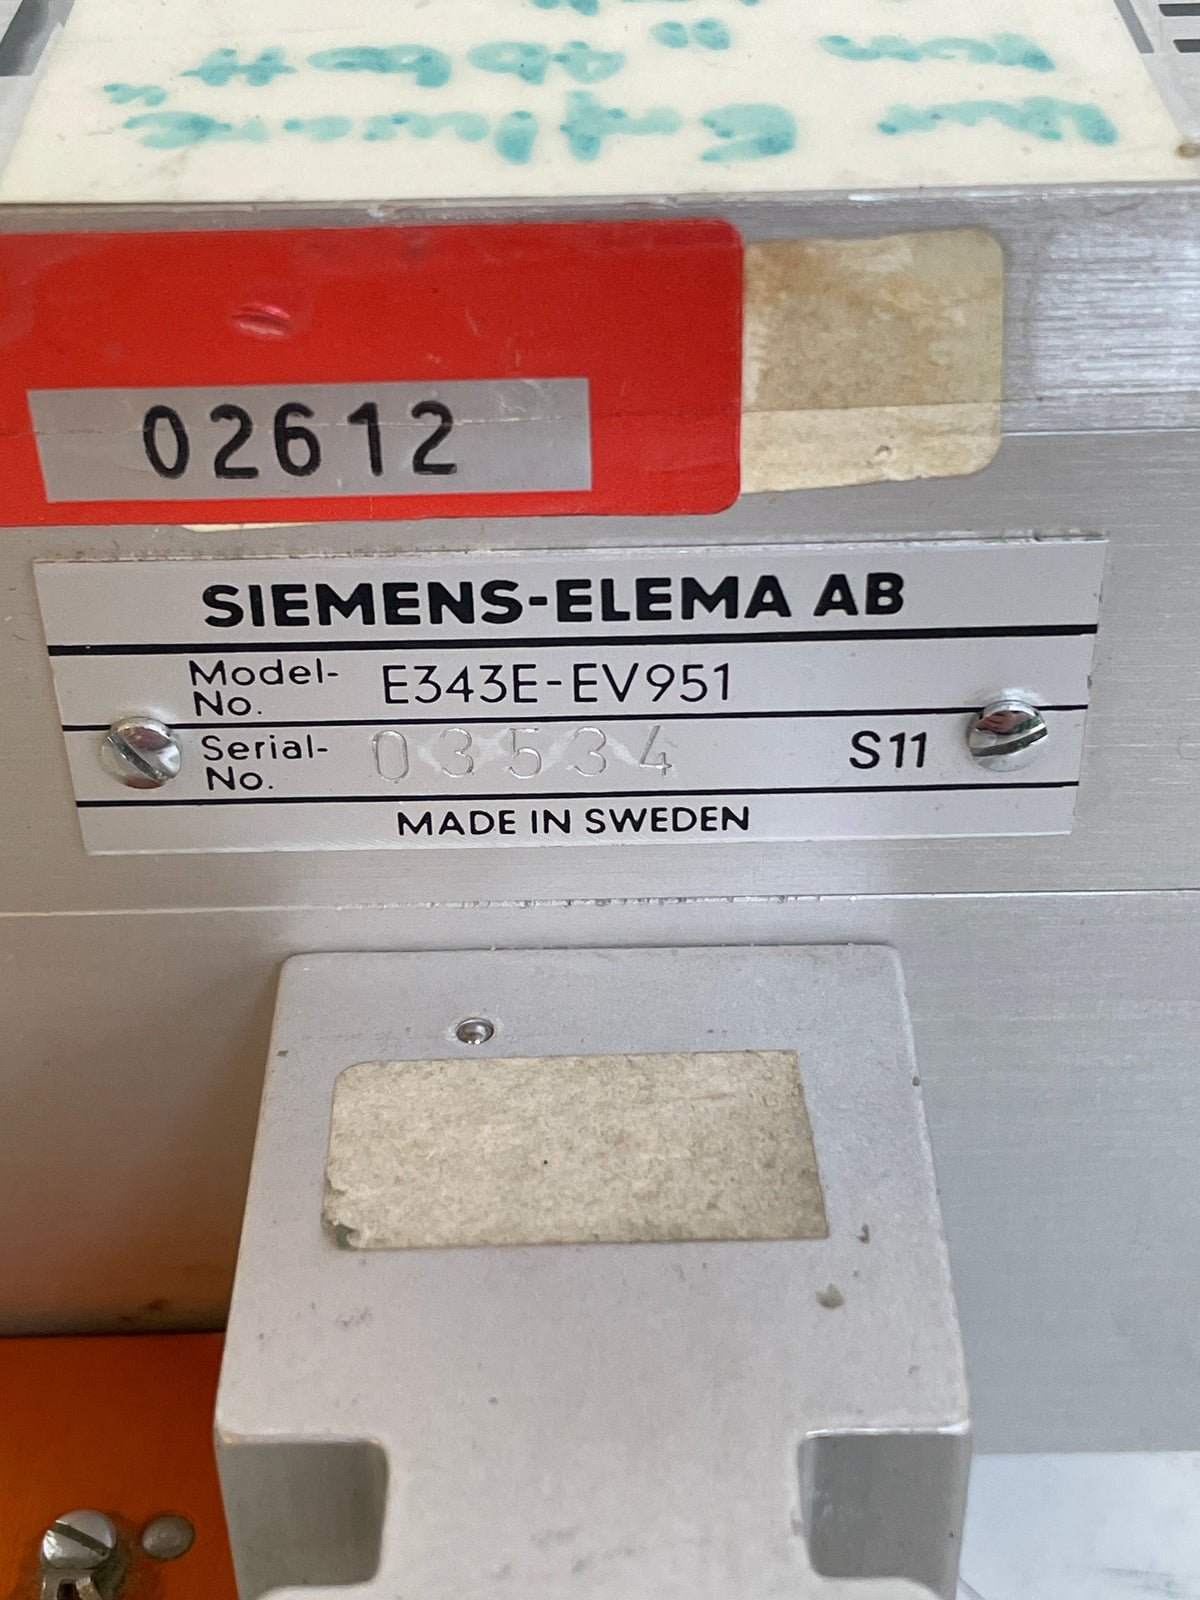 02612
SIEMENS-ELEMA AB
Model-
No. E343E-EV951
Serial-
No. 03534 S11
MADE IN SWEDEN